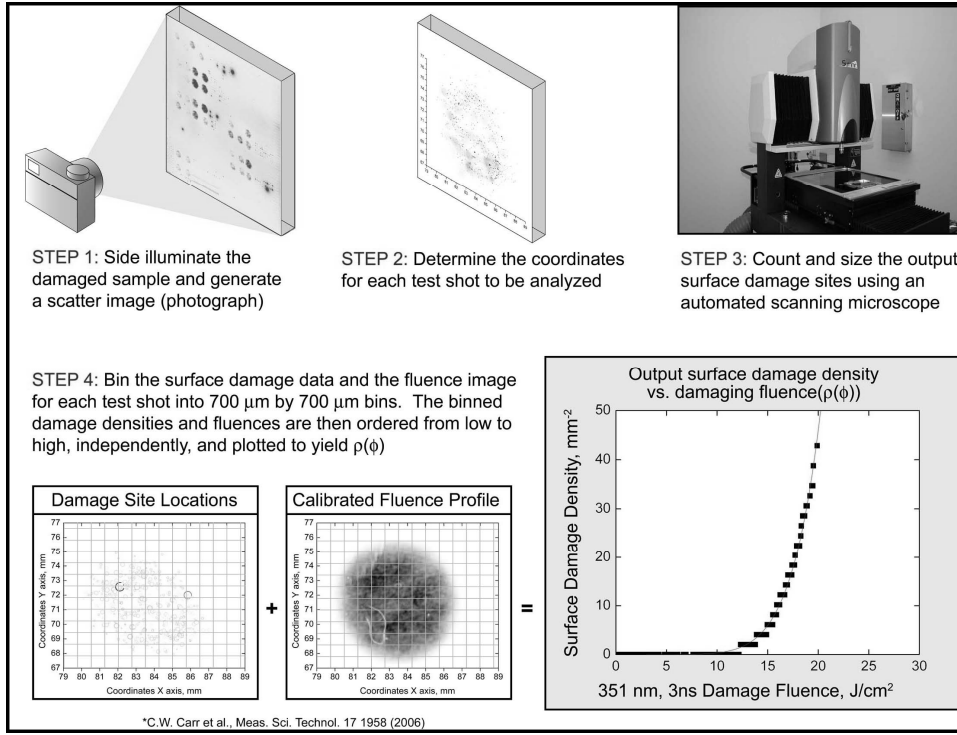 STEP 1: Side illuminate the
damaged sample and generate
a scatter image (photograph)
STEP 2: Determine the coordinates
for each test shot to be analyzed
STEP 3: Count and size the output
surface damage sites using an
automated scanning microscope
STEP 4: Bin the surface damage data and the fluence image
for each test shot into 700 μm by 700 μm bins. The binned
damage densities and fluences are then ordered from low to
high, independently, and plotted to yield ρ(ϕ)
Damage Site Locations
Coordinates Y axis, mm
77
76
75
74
73
72
71
70
69
68
67
79 80 81 82 83 84 85 86 87 88 89
Coordinates X axis, mm
+
Calibrated Fluence Profile
Coordinates Y axis, mm
77
76
75
74
73
72
71
70
69
68
67
79 80 81 82 83 84 85 86 87 88 89
Coordinates X axis, mm
=
Output surface damage density
vs. damaging fluence(ρ(ϕ))
Surface Damage Density, mm⁻²
50
40
30
20
10
0
0 5 10 15 20 25 30
351 nm, 3ns Damage Fluence, J/cm²
*C.W. Carr et al., Meas. Sci. Technol. 17 1958 (2006)